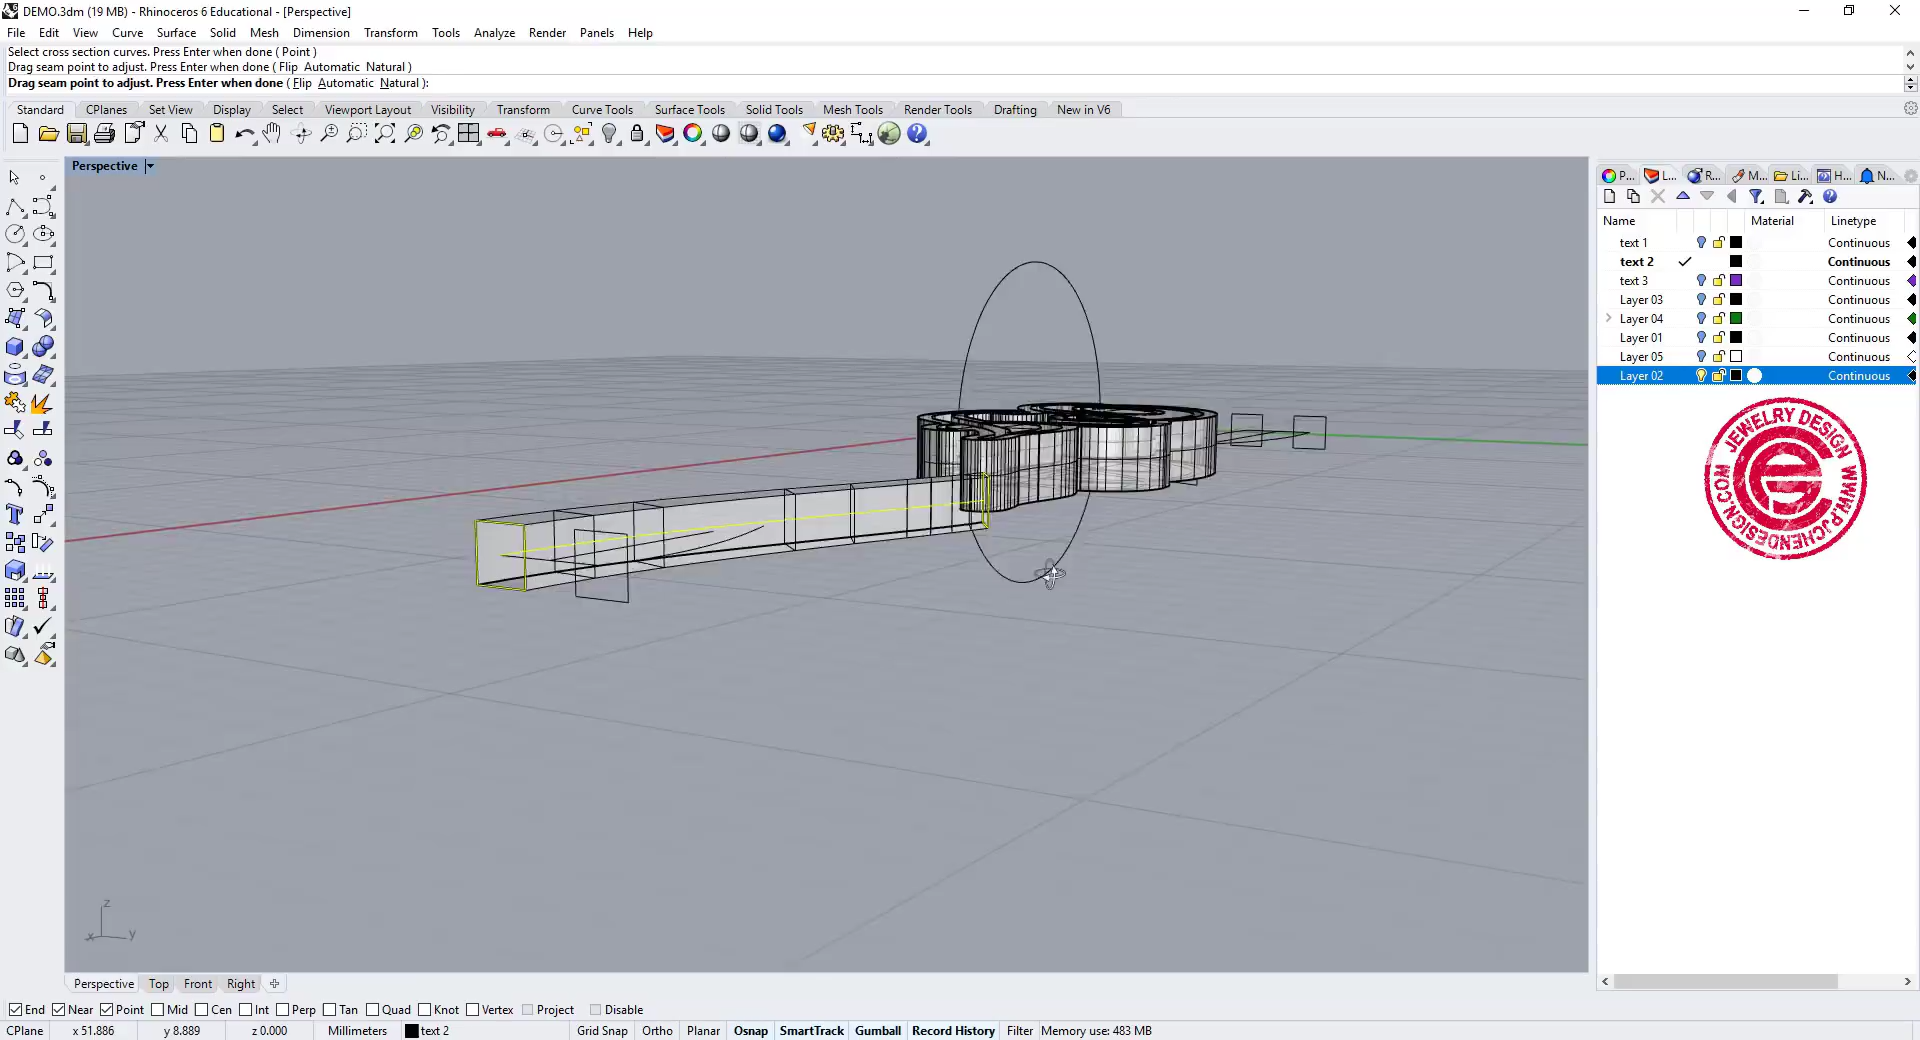 DEMO.3dm (19 MB) - Rhinoceros 6 Educational - [Perspective]
File Edit View Curve Surface Solid Mesh Dimension Transform Tools Analyze Render Panels Help
Select cross section curves. Press Enter when done ( Point )
Drag seam point to adjust. Press Enter when done ( Flip Automatic Natural )
Drag seam point to adjust. Press Enter when done ( Flip Automatic Natural ):
Standard CPlanes Set View Display Select Viewport Layout Visibility Transform Curve Tools Surface Tools Solid Tools Mesh Tools Render Tools Drafting New in V6
Perspective
P... L... R... M... Li... H... N...
Name Material Linetype
text 1 Continuous
text 2 Continuous
text 3 Continuous
Layer 03 Continuous
Layer 04 Continuous
Layer 01 Continuous
Layer 05 Continuous
Layer 02 Continuous
JEWELRY DESIGN WWW.PJCHENDESIGN.COM
z
x y
Perspective Top Front Right
End Near Point Mid Cen Int Perp Tan Quad Knot Vertex Project Disable
CPlane x 51.886 y 8.889 z 0.000 Millimeters text 2 Grid Snap Ortho Planar Osnap SmartTrack Gumball Record History Filter Memory use: 483 MB